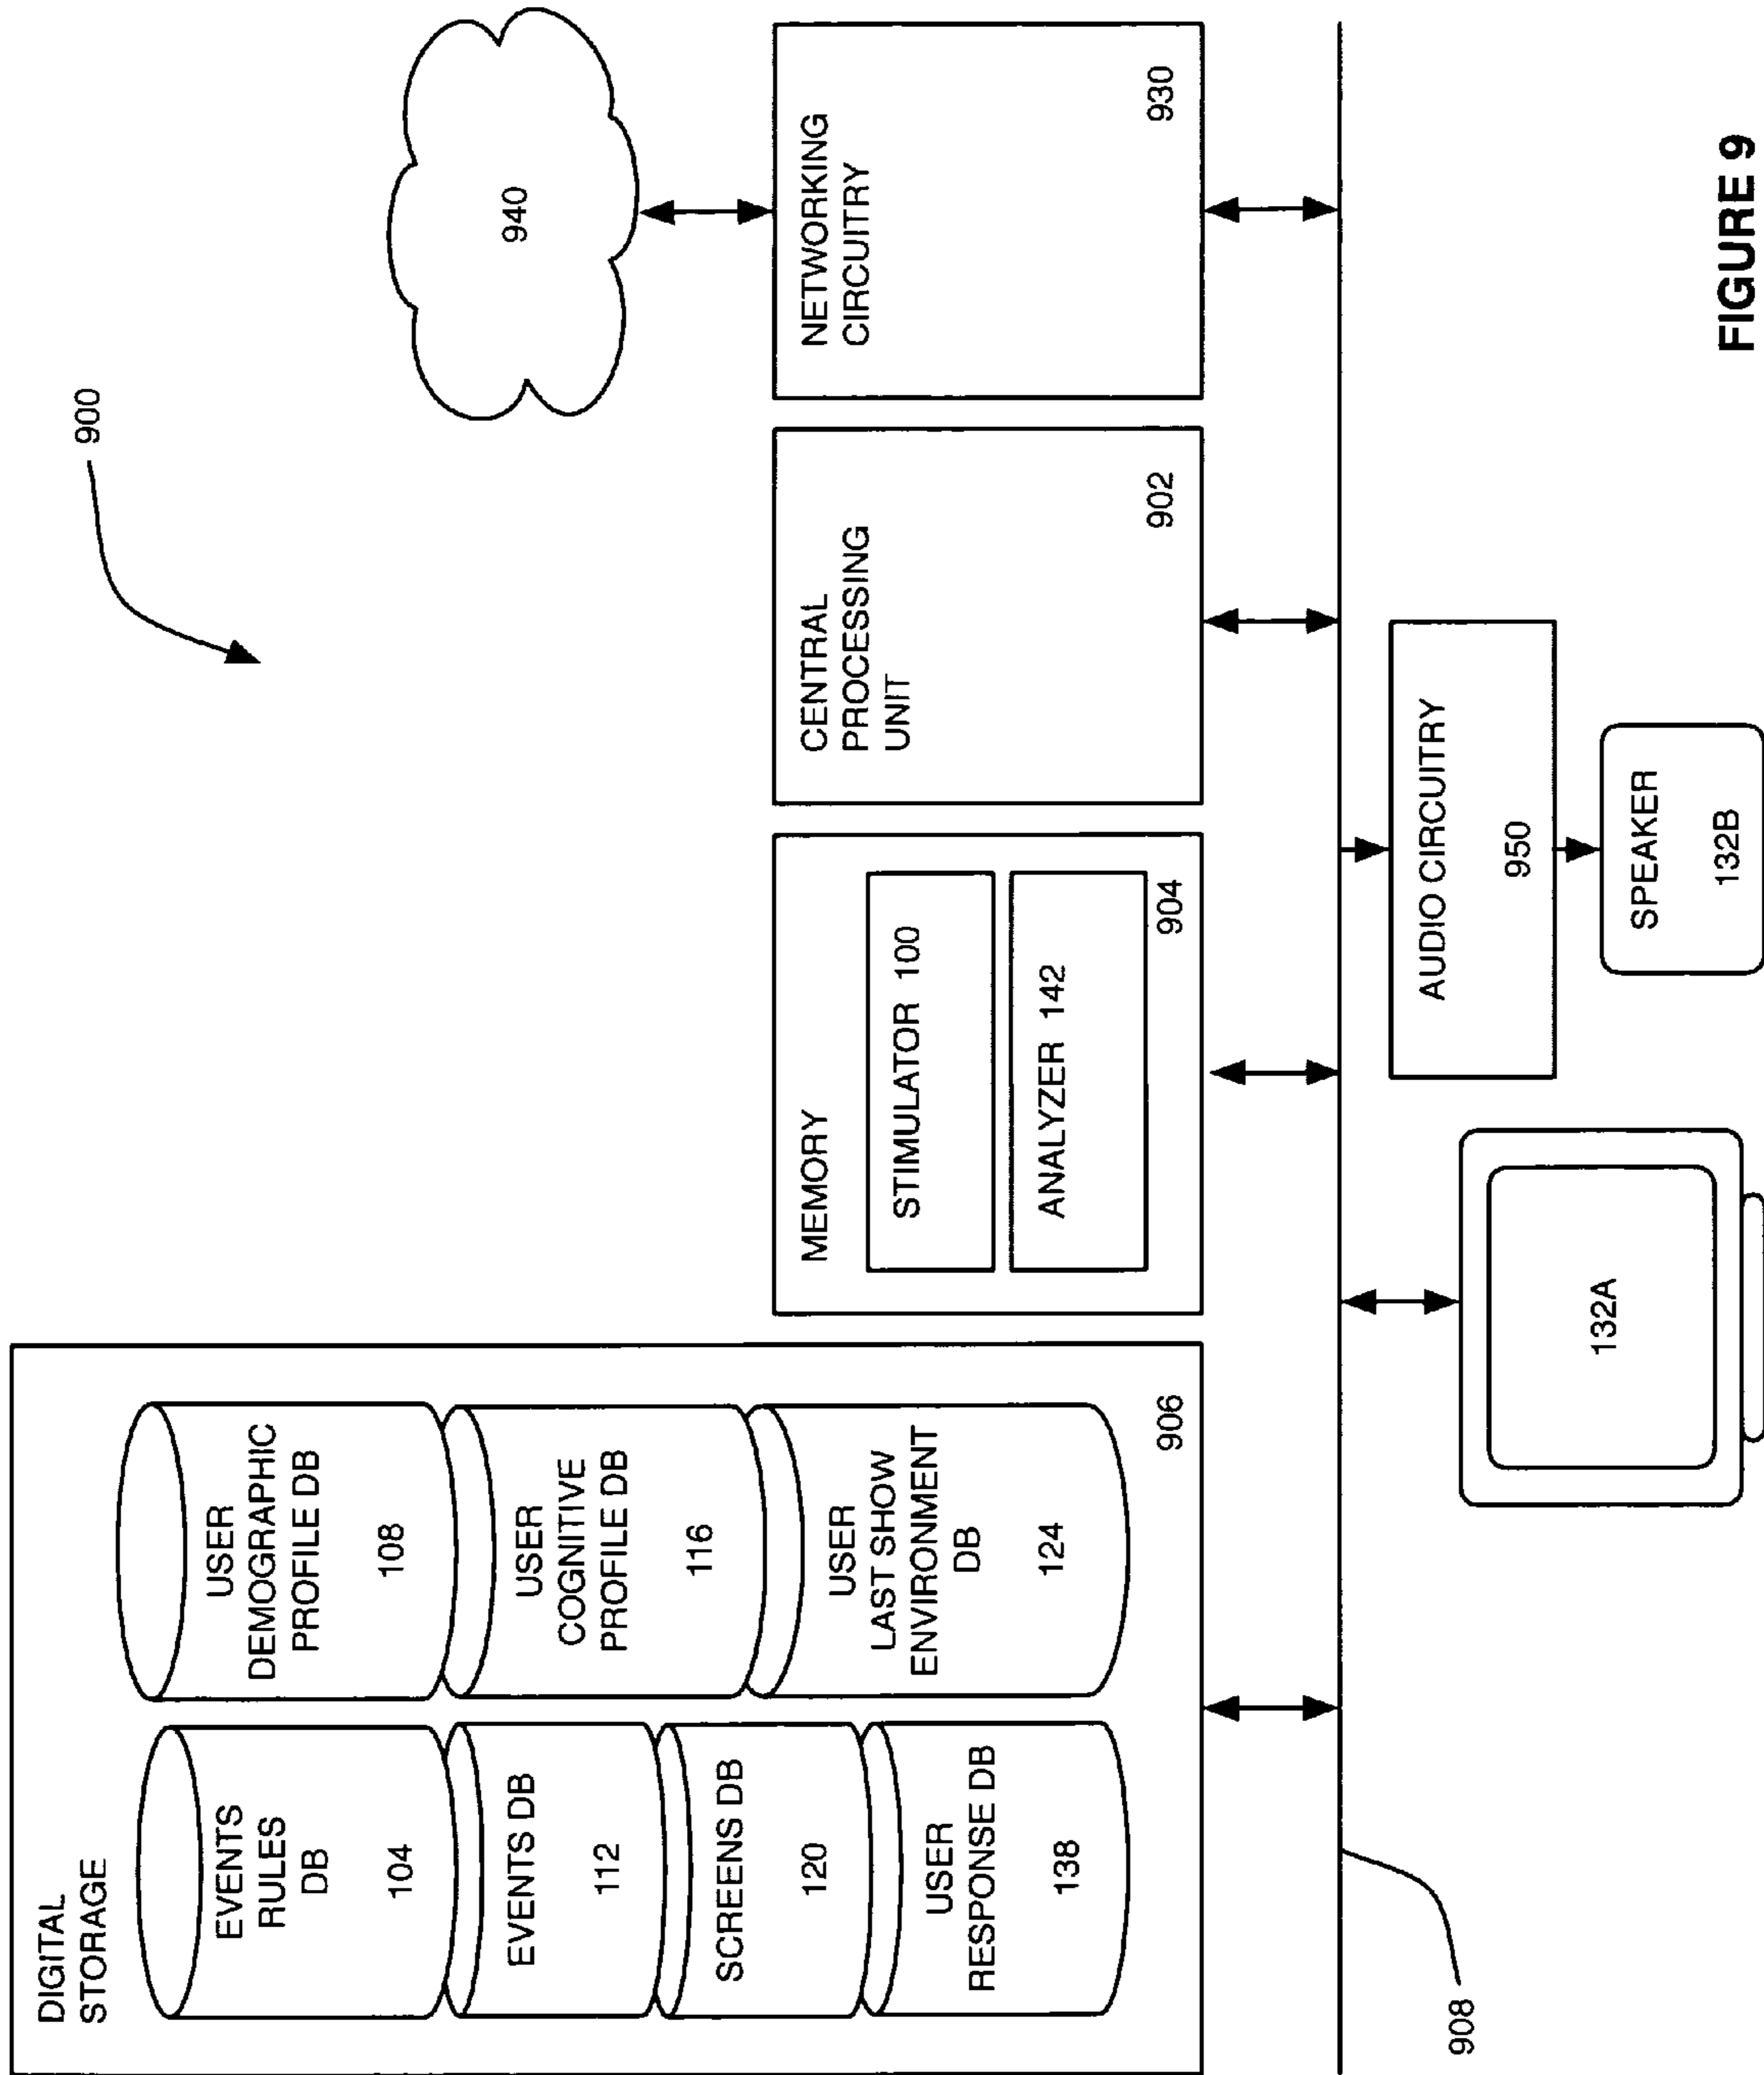 900
940
DIGITAL
STORAGE
EVENTS
RULES
DB
104
EVENTS DB
112
SCREENS DB
120
USER
RESPONSE DB
138
USER
DEMOGRAPHIC
PROFILE DB
108
USER
COGNITIVE
PROFILE DB
116
USER
LAST SHOW
ENVIRONMENT
DB
124
906
MEMORY
STIMULATOR 100
ANALYZER 142
904
CENTRAL
PROCESSING
UNIT
902
NETWORKING
CIRCUITRY
930
908
132A
AUDIO CIRCUITRY
950
SPEAKER
132B
FIGURE 9